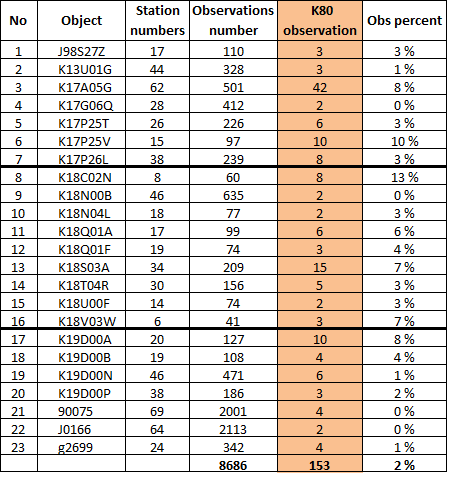 No Object Station numbers Observations number K80 observation Obs percent
1 J98S27Z 17 110 3 3 %
2 K13U01G 44 328 3 1 %
3 K17A05G 62 501 42 8 %
4 K17G06Q 28 412 2 0 %
5 K17P25T 26 226 6 3 %
6 K17P25V 15 97 10 10 %
7 K17P26L 38 239 8 3 %
8 K18C02N 8 60 8 13 %
9 K18N00B 46 635 2 0 %
10 K18N04L 18 77 2 3 %
11 K18Q01A 17 99 6 6 %
12 K18Q01F 19 74 3 4 %
13 K18S03A 34 209 15 7 %
14 K18T04R 30 156 5 3 %
15 K18U00F 14 74 2 3 %
16 K18V03W 6 41 3 7 %
17 K19D00A 20 127 10 8 %
18 K19D00B 19 108 4 4 %
19 K19D00N 46 471 6 1 %
20 K19D00P 38 186 3 2 %
21 90075 69 2001 4 0 %
22 J0166 64 2113 2 0 %
23 g2699 24 342 4 1 %
8686 153 2 %